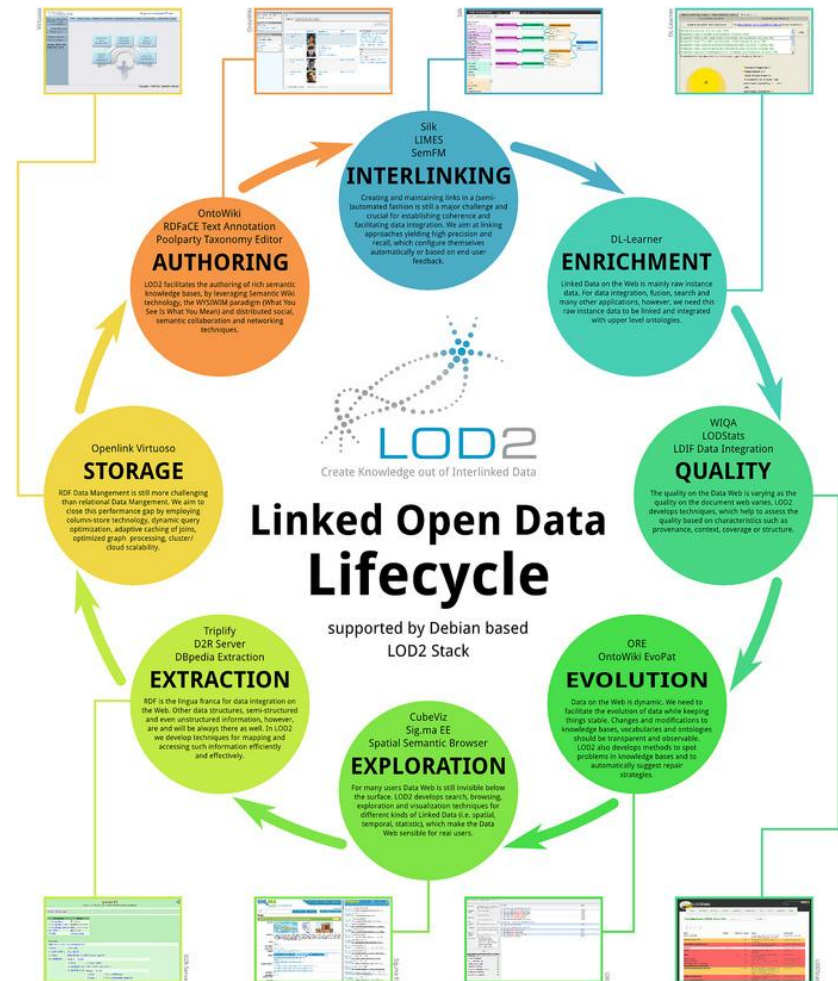 Virtuoso
OntoWiki
Silk
DL-Learner
Silk
LIMES
SemFM
INTERLINKING
Creating and maintaining links in a (semi-
)automated fashion is still a major challenge and
crucial for establishing coherence and
facilitating data integration. We aim at linking
approaches yielding high precision and
recall, which configure themselves
automatically or based on end-user
feedback.
DL-Learner
ENRICHMENT
Linked Data on the Web is mainly raw instance
data. For data integration, fusion, search and
many other applications, however, we need this
raw instance data to be linked and integrated
with upper level ontologies.
WIQA
LODStats
LDIF Data Integration
QUALITY
The quality on the Data Web is varying as the
quality on the document web varies. LOD2
develops techniques, which help to assess the
quality based on characteristics such as
provenance, context, coverage or structure.
ORE
OntoWiki EvoPat
EVOLUTION
Data on the Web is dynamic. We need to
facilitate the evolution of data while keeping
things stable. Changes and modifications to
knowledge bases, vocabularies and ontologies
should be transparent and observable.
LOD2 also develops methods to spot
problems in knowledge bases and to
automatically suggest repair
strategies.
CubeViz
Sig.ma EE
Spatial Semantic Browser
EXPLORATION
For many users Data Web is still invisible below
the surface. LOD2 develops search, browsing,
exploration and visualization techniques for
different kinds of Linked Data (i.e. spatial,
temporal, statistic), which make the Data
Web sensible for real users.
Triplify
D2R Server
DBpedia Extraction
EXTRACTION
RDF is the lingua franca for data integration on
the Web. Other data structures, semi-structured
and even unstructured information, however,
are and will be always there as well. In LOD2
we develop techniques for mapping and
accessing such information efficiently
and effectively.
Openlink Virtuoso
STORAGE
RDF Data Mangement is still more challenging
than relational Data Mangement. We aim to
close this performance gap by employing
column-store technology, dynamic query
optimization, adaptive caching of joins,
optimized graph processing, cluster/
cloud scalability.
OntoWiki
RDFaCE Text Annotation
Poolparty Taxonomy Editor
AUTHORING
LOD2 facilitates the authoring of rich semantic
knowledge bases, by leveraging Semantic Wiki
technology, the WYSIWIM paradigm (What You
See Is What You Mean) and distributed social,
semantic collaboration and networking
techniques.
LOD2
Create Knowledge out of Interlinked Data
Linked Open Data
Lifecycle
supported by Debian based
LOD2 Stack